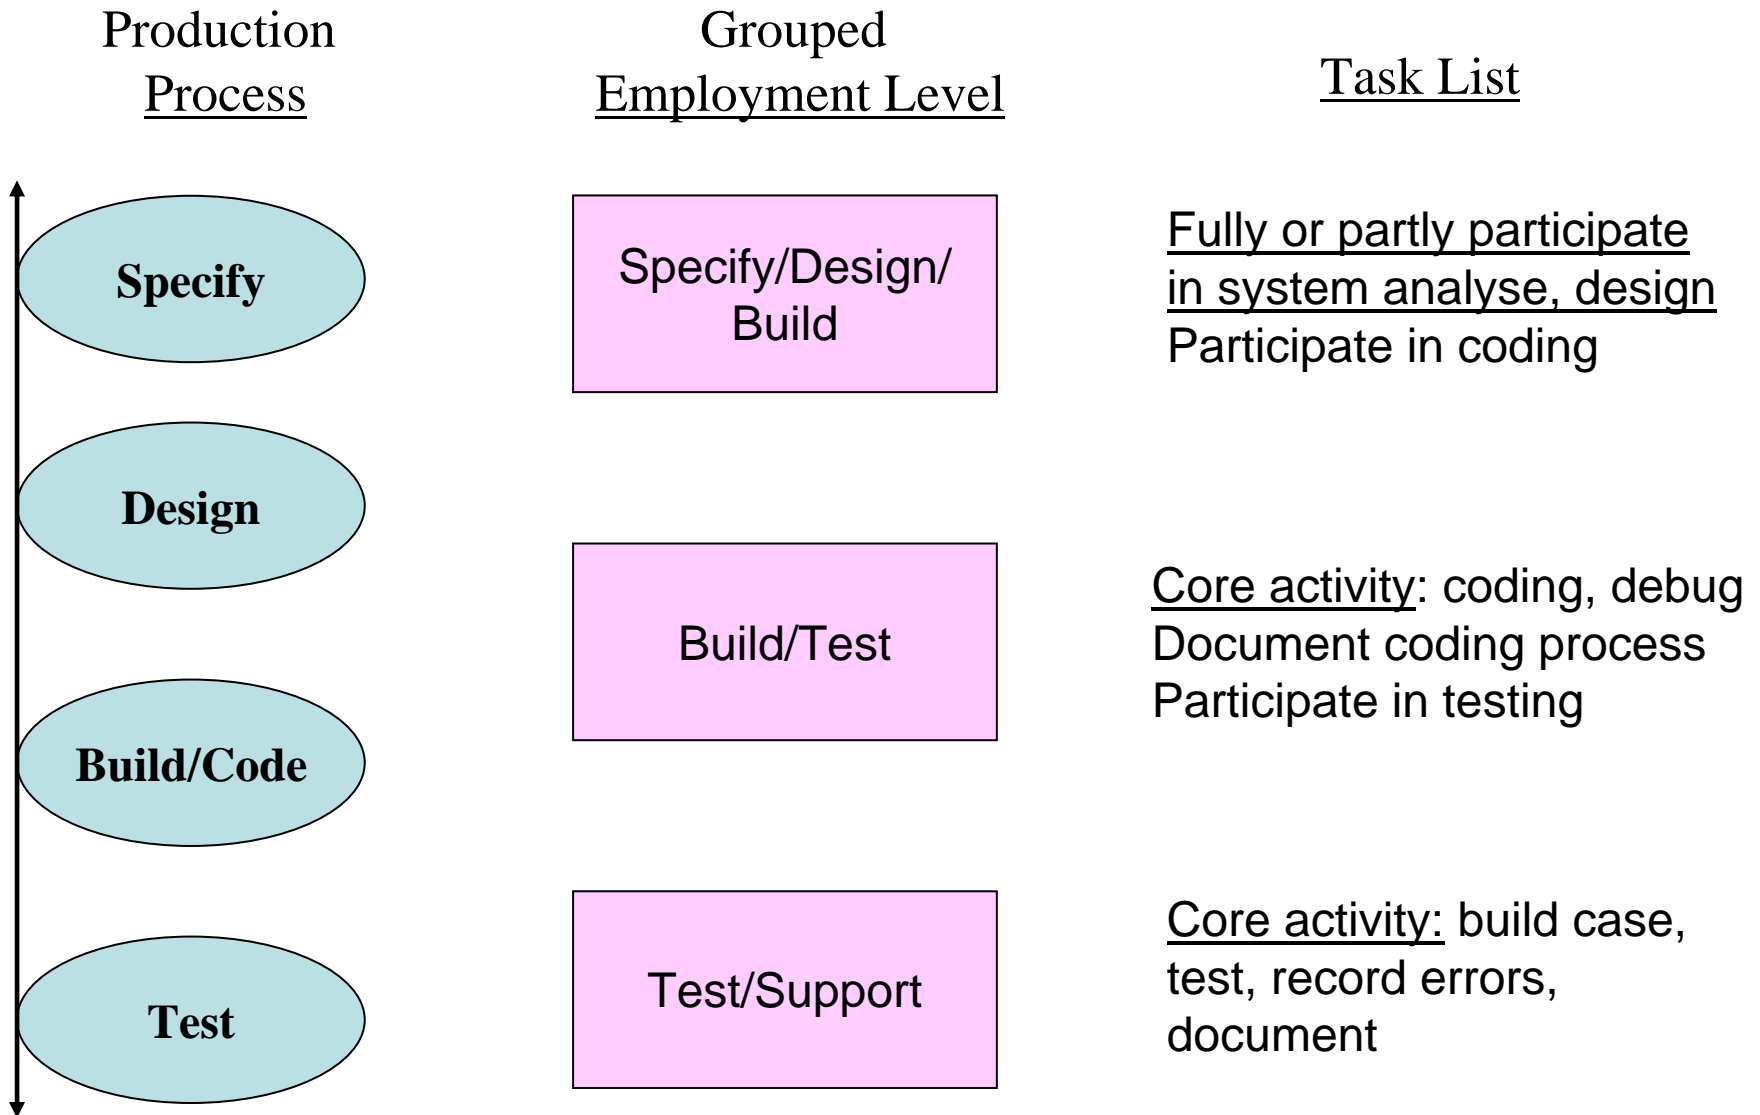 Production
Process
Grouped
Employment Level
Task List
Specify
Specify/Design/
Build
Fully or partly participate
in system analyse, design
Participate in coding
Design
Build/Test
Core activity: coding, debug
Document coding process
Participate in testing
Build/Code
Test/Support
Core activity: build case,
test, record errors,
document
Test